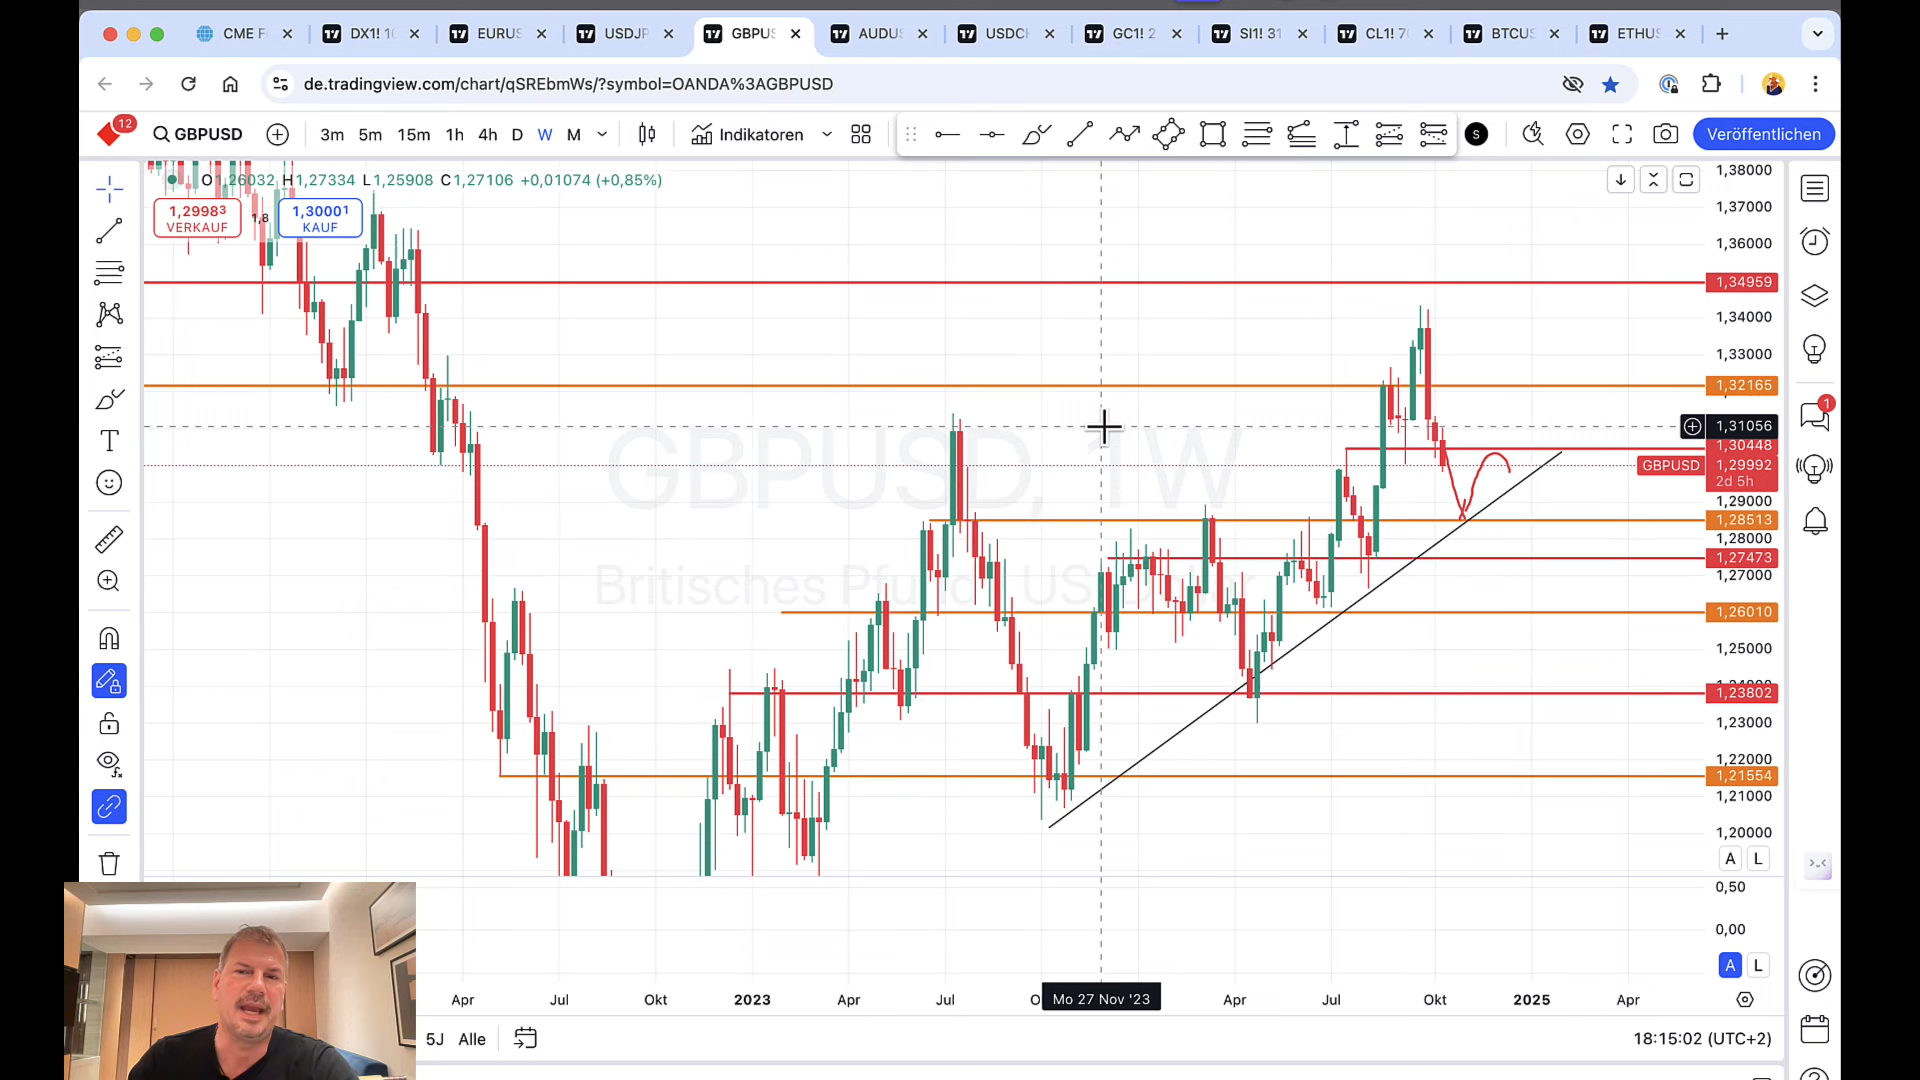 CME F
DX1! 10
EURUS
USDJP
GBPUS
AUDUS
USDCH
GC1! 2
SI1! 31
CL1! 70
BTCUS
ETHUS
de.tradingview.com/chart/qSREbmWs/?symbol=OANDA%3AGBPUSD
12
GBPUSD
3m 5m 15m 1h 4h D W M
Indikatoren
S
Veröffentlichen
O1,26032 H1,27334 L1,25908 C1,27106 +0,01074 (+0,85%)
1,29983
VERKAUF
1,8
1,30001
KAUF
GBPUSD, 1W
Britisches Pfund / US-Dollar
1,38000
1,37000
1,36000
1,34959
1,34000
1,33000
1,32165
1,31056
1,30448
GBPUSD 1,29992
2d 5h
1,29000
1,28513
1,28000
1,27473
1,27000
1,26010
1,25000
1,23802
1,23000
1,22000
1,21554
1,21000
1,20000
A L
0,50
0,00
A L
1
Apr Jul Okt 2023 Apr Jul O Mo 27 Nov '23 Apr Jul Okt 2025 Apr
5J Alle
18:15:02 (UTC+2)